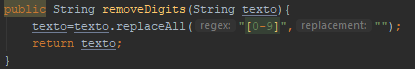 public String removeDigits(String texto){
texto=texto.replaceAll( regex: "[0-9]", replacement: "");
return texto;
}